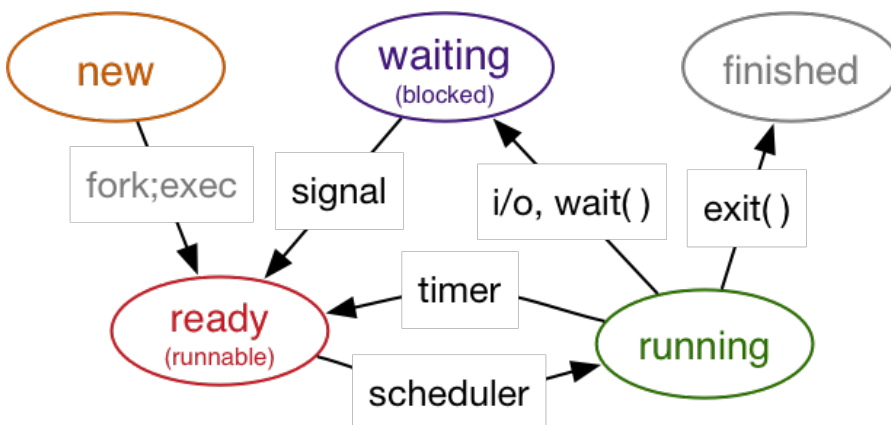 new
waiting
(blocked)
finished
fork;exec
signal
i/o, wait( )
exit( )
timer
ready
(runnable)
running
scheduler